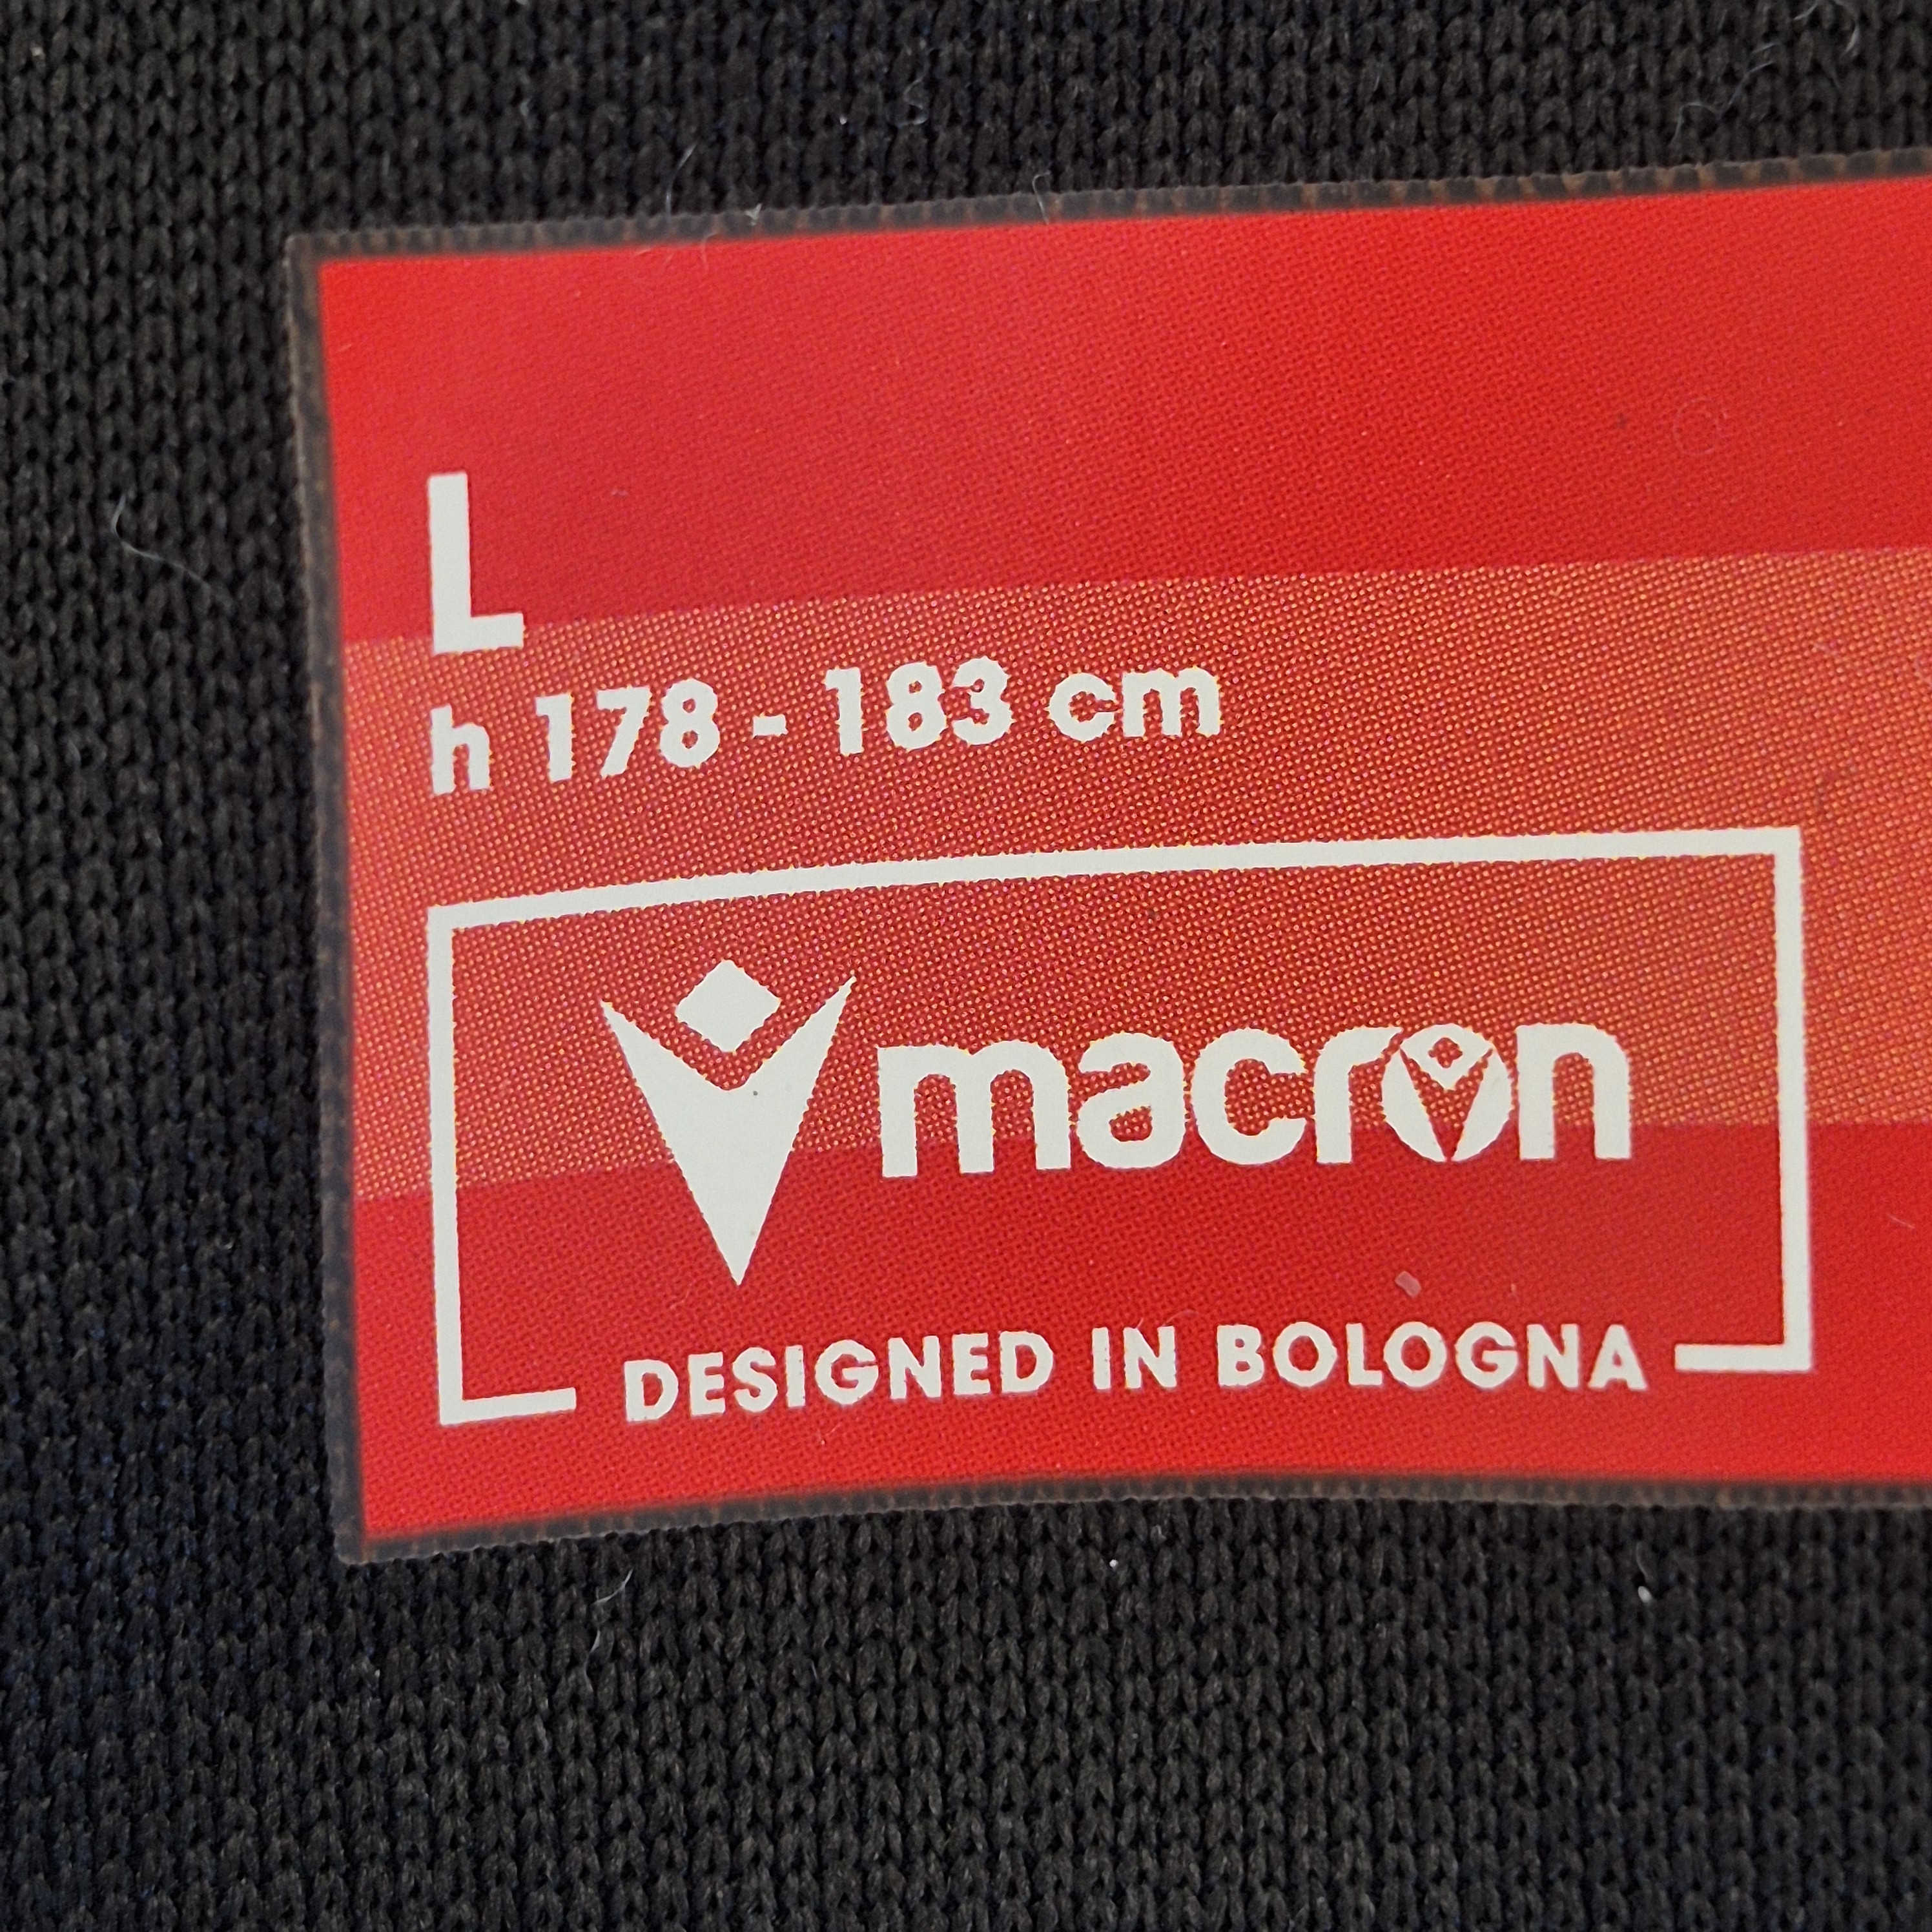 L
h 178 - 183 cm
macron
DESIGNED IN BOLOGNA